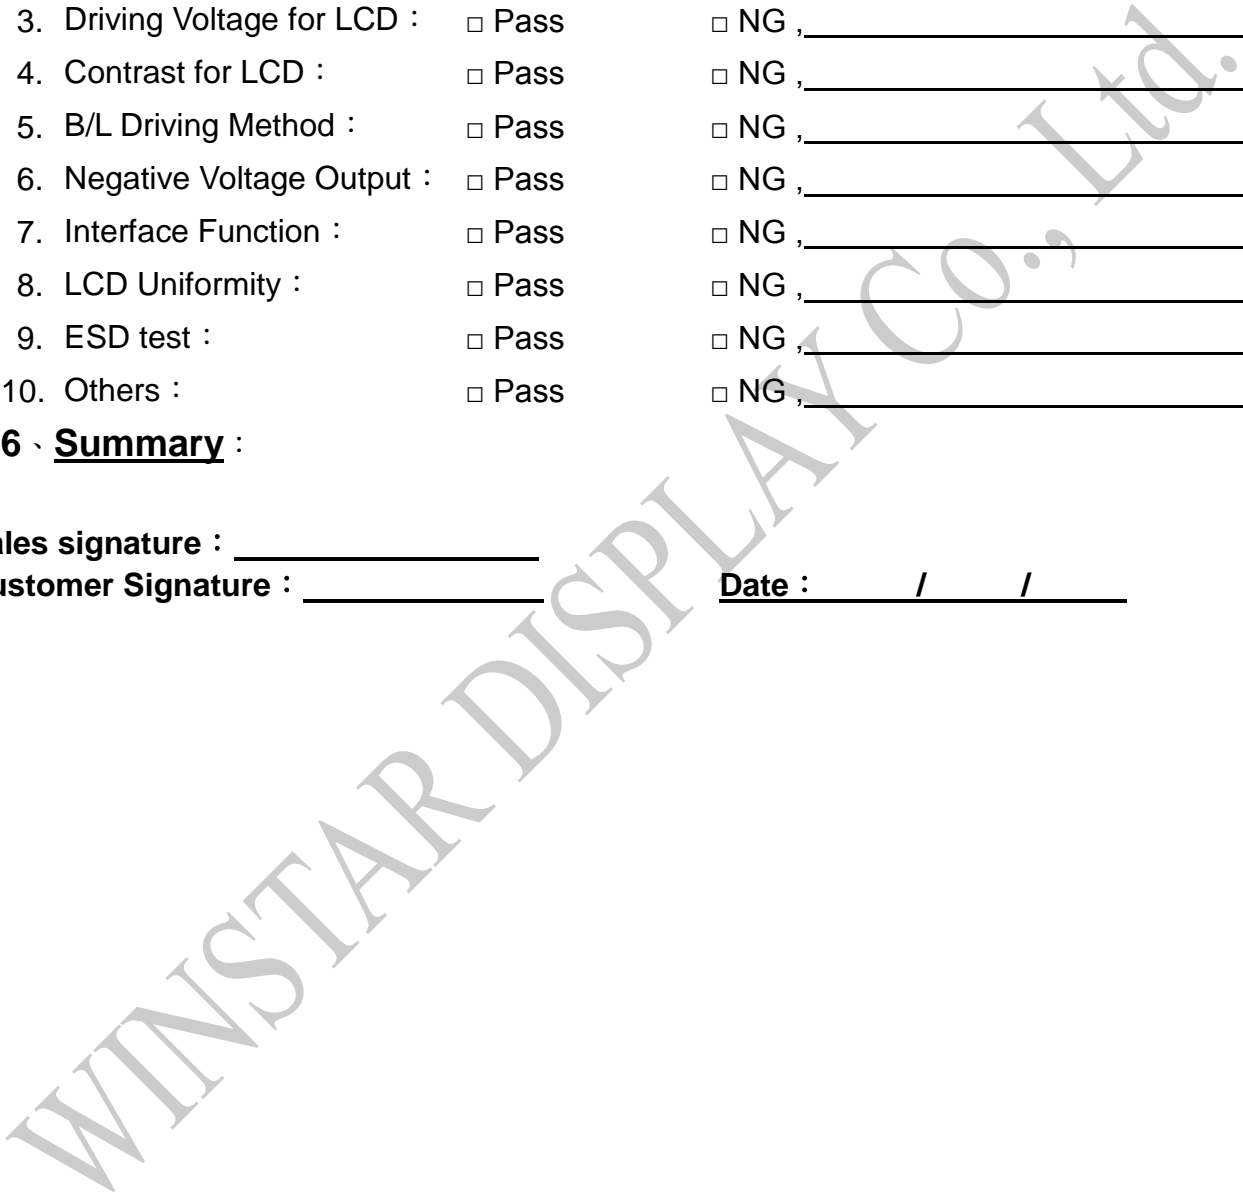 3. Driving Voltage for LCD： □ Pass □ NG ,
4. Contrast for LCD： □ Pass □ NG ,
5. B/L Driving Method： □ Pass □ NG ,
6. Negative Voltage Output： □ Pass □ NG ,
7. Interface Function： □ Pass □ NG ,
8. LCD Uniformity： □ Pass □ NG ,
9. ESD test： □ Pass □ NG ,
10. Others： □ Pass □ NG ,
6、Summary：
ales signature：
ustomer Signature： Date： / /
WINSTAR DISPLAY Co., Ltd.